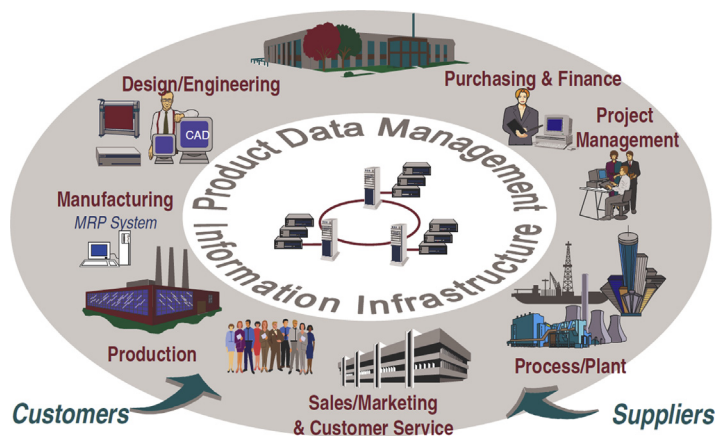 Design/Engineering
Purchasing & Finance
CAD
Project
Management
Product Data Management
Manufacturing
MRP System
Information Infrastructure
Production
Process/Plant
Sales/Marketing
& Customer Service
Customers
Suppliers